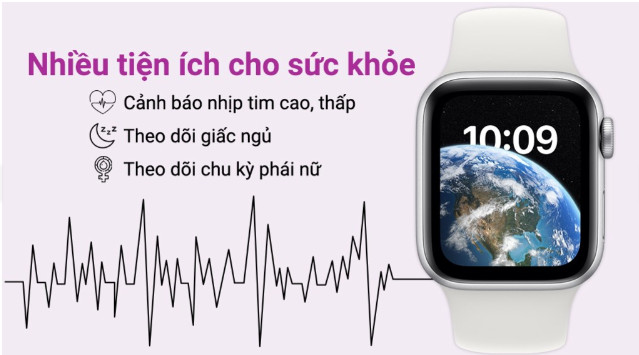 Nhiều tiện ích cho sức khỏe
Cảnh báo nhịp tim cao, thấp
zzz
Theo dõi giấc ngủ
Theo dõi chu kỳ phái nữ
10:09